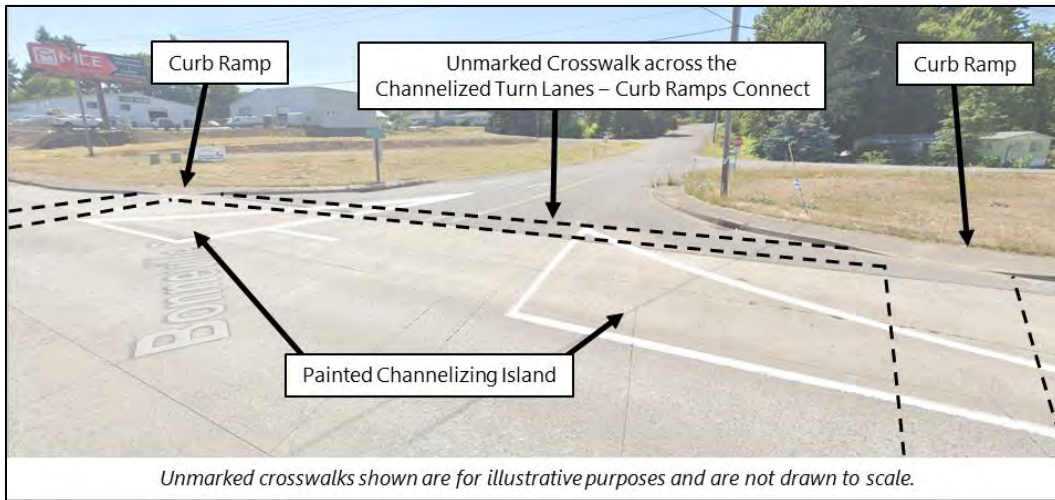 NICE
Curb Ramp
Unmarked Crosswalk across the
Channelized Turn Lanes – Curb Ramps Connect
Curb Ramp
Painted Channelizing Island
Unmarked crosswalks shown are for illustrative purposes and are not drawn to scale.